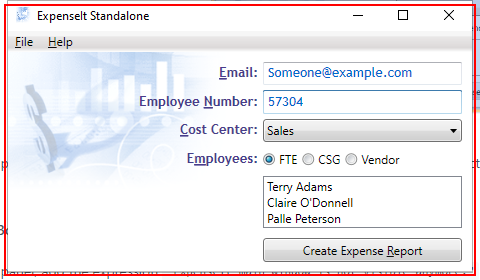 ExpenseIt Standalone
File Help
Email: Someone@example.com
Employee Number: 57304
Cost Center: Sales
Employees: FTE CSG Vendor
Terry Adams
Claire O'Donnell
Palle Peterson
Create Expense Report